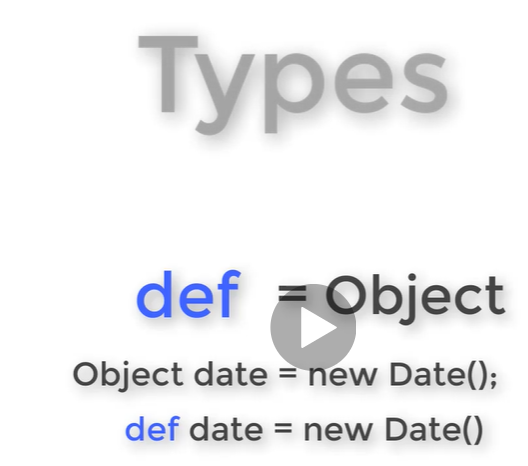 Types
def = Object
Object date = new Date();
def date = new Date()